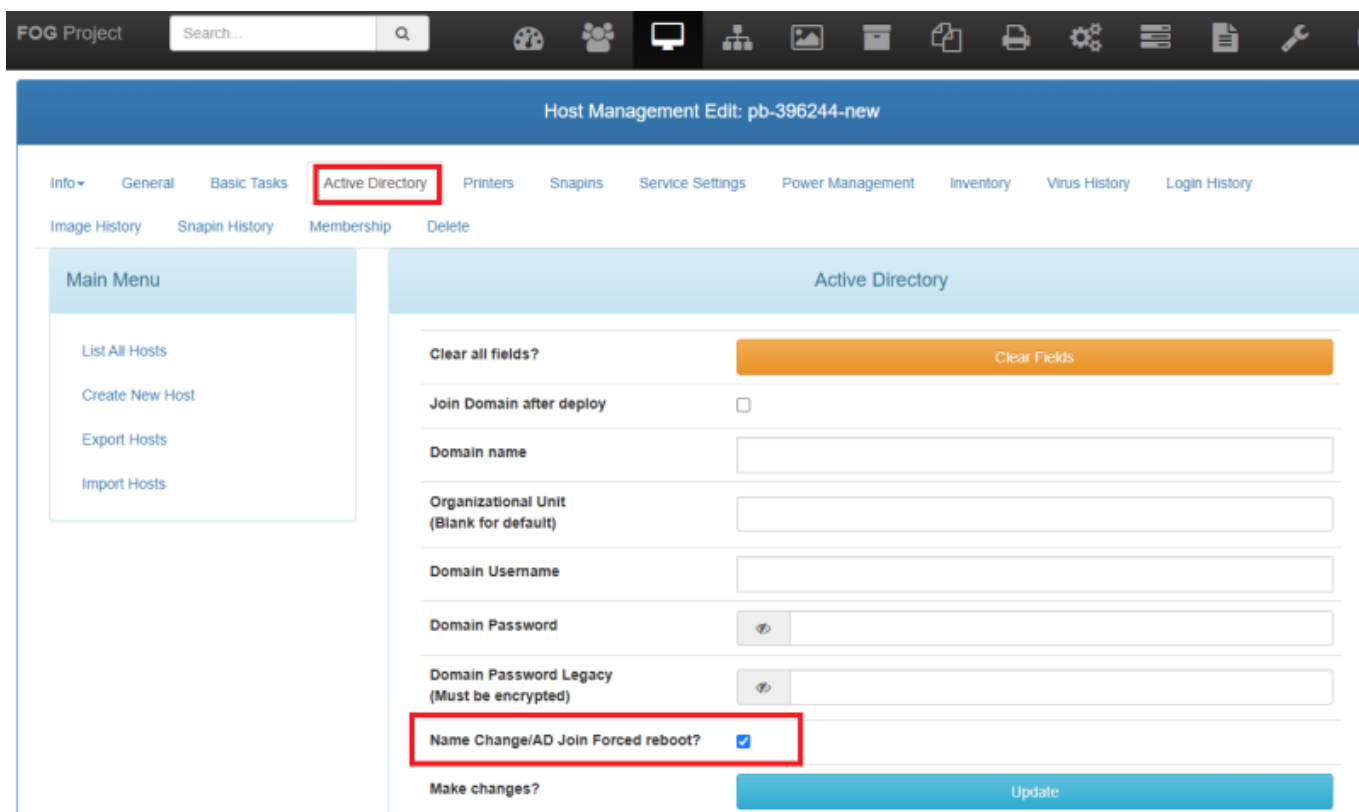 FOG Project
Search...
Host Management Edit: pb-396244-new
Info General Basic Tasks Active Directory Printers Snapins Service Settings Power Management Inventory Virus History Login History
Image History Snapin History Membership Delete
Main Menu
List All Hosts
Create New Host
Export Hosts
Import Hosts
Active Directory
Clear all fields?
Clear Fields
Join Domain after deploy
Domain name
Organizational Unit
(Blank for default)
Domain Username
Domain Password
Domain Password Legacy
(Must be encrypted)
Name Change/AD Join Forced reboot?
Make changes?
Update